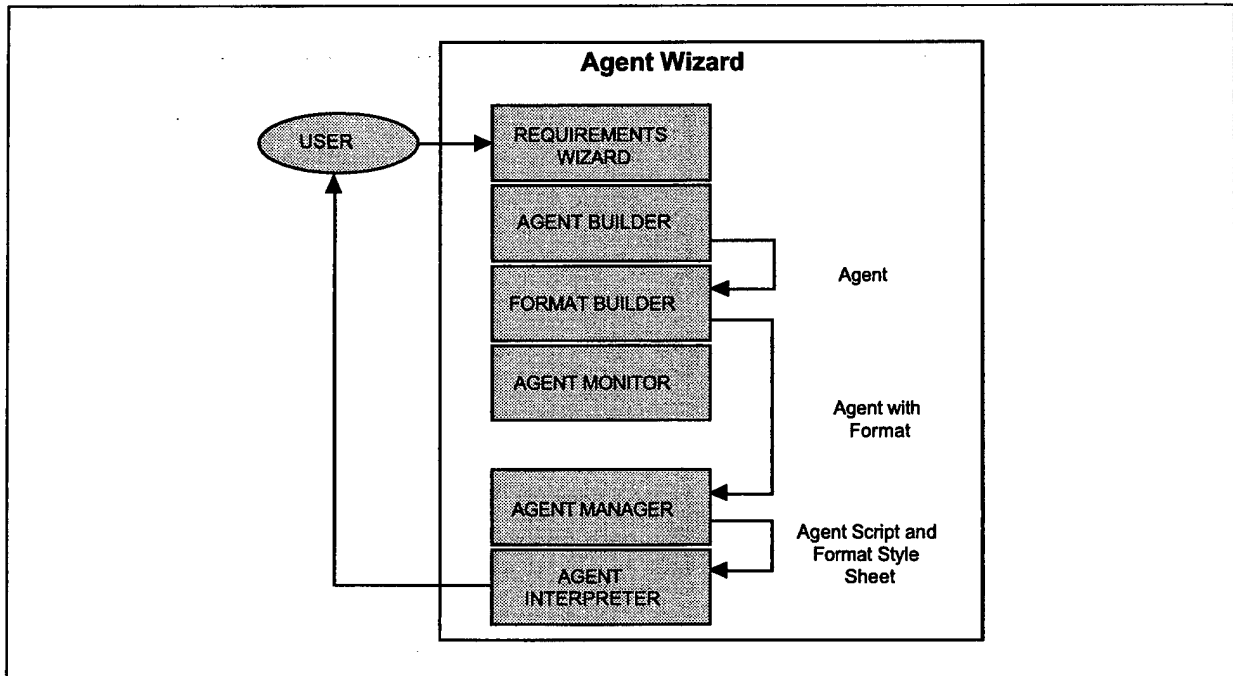 Agent Wizard
USER
REQUIREMENTS
WIZARD
AGENT BUILDER
Agent
FORMAT BUILDER
AGENT MONITOR
Agent with
Format
AGENT MANAGER
Agent Script and
Format Style
Sheet
AGENT
INTERPRETER